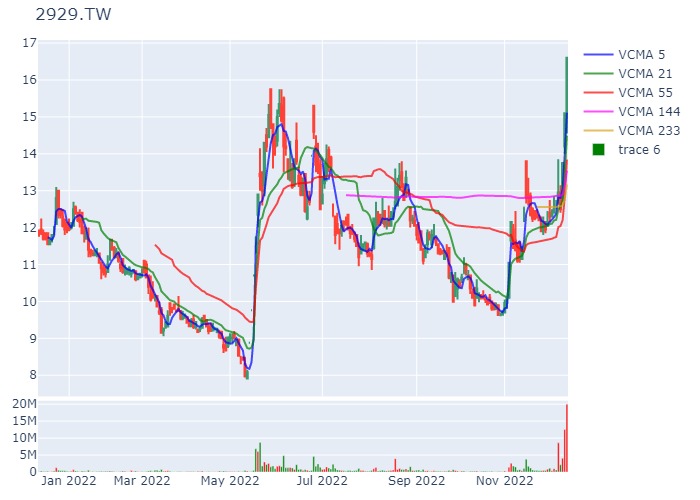 2929.TW
17
16
15
14
13
12
11
10
9
8
VCMA 5
VCMA 21
VCMA 55
VCMA 144
VCMA 233
trace 6
20M
15M
10M
5M
0
Jan 2022 Mar 2022 May 2022 Jul 2022 Sep 2022 Nov 2022